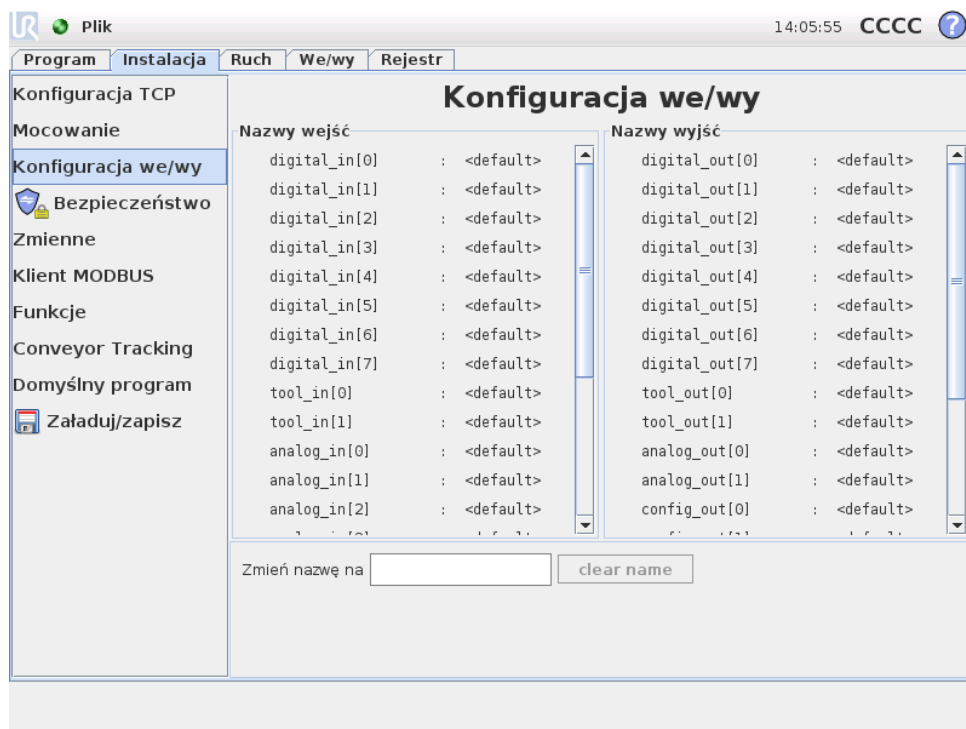 UR Plik 14:05:55 CCCC ?
Program Instalacja Ruch We/wy Rejestr
Konfiguracja TCP
Mocowanie
Konfiguracja we/wy
Bezpieczeństwo
Zmienne
Klient MODBUS
Funkcje
Conveyor Tracking
Domyślny program
Załaduj/zapisz
Konfiguracja we/wy
Nazwy wejść
digital_in[0] : <default>
digital_in[1] : <default>
digital_in[2] : <default>
digital_in[3] : <default>
digital_in[4] : <default>
digital_in[5] : <default>
digital_in[6] : <default>
digital_in[7] : <default>
tool_in[0] : <default>
tool_in[1] : <default>
analog_in[0] : <default>
analog_in[1] : <default>
analog_in[2] : <default>
Nazwy wyjść
digital_out[0] : <default>
digital_out[1] : <default>
digital_out[2] : <default>
digital_out[3] : <default>
digital_out[4] : <default>
digital_out[5] : <default>
digital_out[6] : <default>
digital_out[7] : <default>
tool_out[0] : <default>
tool_out[1] : <default>
analog_out[0] : <default>
analog_out[1] : <default>
config_out[0] : <default>
Zmień nazwę na clear name